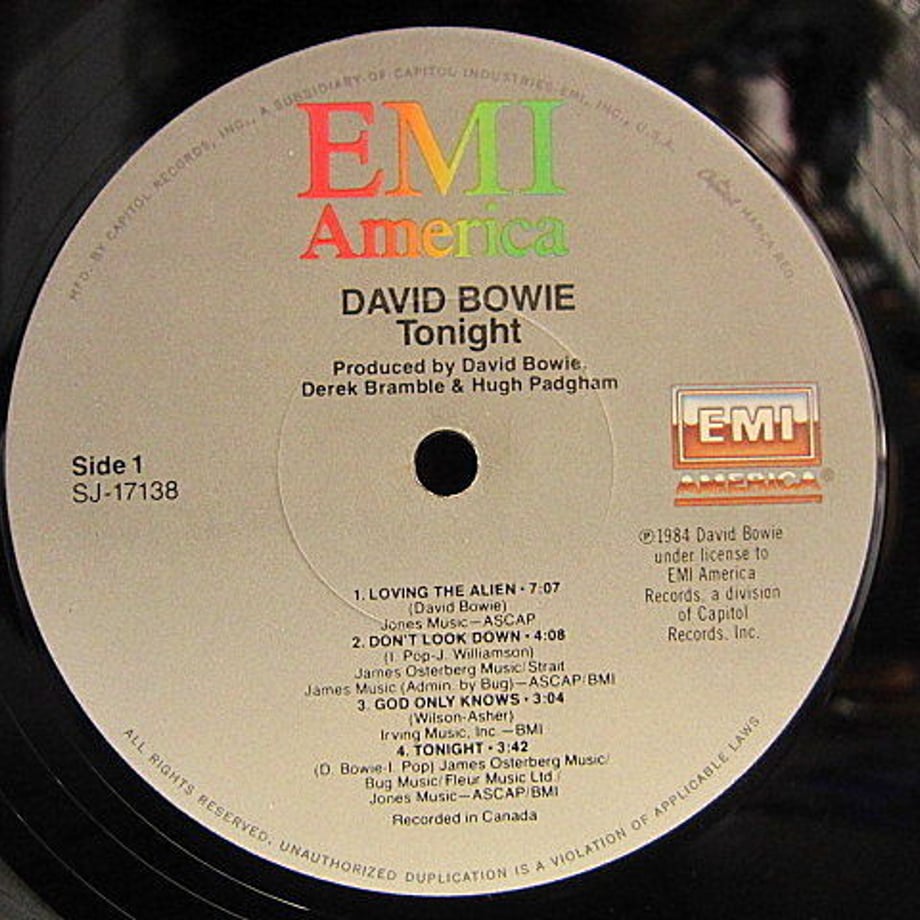 MFD. BY CAPITOL RECORDS, INC., A SUBSIDIARY OF CAPITOL INDUSTRIES-EMI, INC., U.S.A.
Capitol MARCA REG.
EMI
America
DAVID BOWIE
Tonight
Produced by David Bowie,
Derek Bramble & Hugh Padgham
EMI
AMERICA®
Side 1
SJ-17138
℗1984 David Bowie
under license to
EMI America
Records, a division
of Capitol
Records, Inc.
1. LOVING THE ALIEN • 7:07
(David Bowie)
Jones Music—ASCAP
2. DON'T LOOK DOWN • 4:08
(I. Pop-J. Williamson)
James Osterberg Music/Strait
James Music (Admin. by Bug)—ASCAP/BMI
3. GOD ONLY KNOWS • 3:04
(Wilson-Asher)
Irving Music, Inc.—BMI
4. TONIGHT • 3:42
(D. Bowie-I. Pop) James Osterberg Music/
Bug Music/Fleur Music Ltd./
Jones Music—ASCAP/BMI
Recorded in Canada
ALL RIGHTS RESERVED. UNAUTHORIZED DUPLICATION IS A VIOLATION OF APPLICABLE LAWS